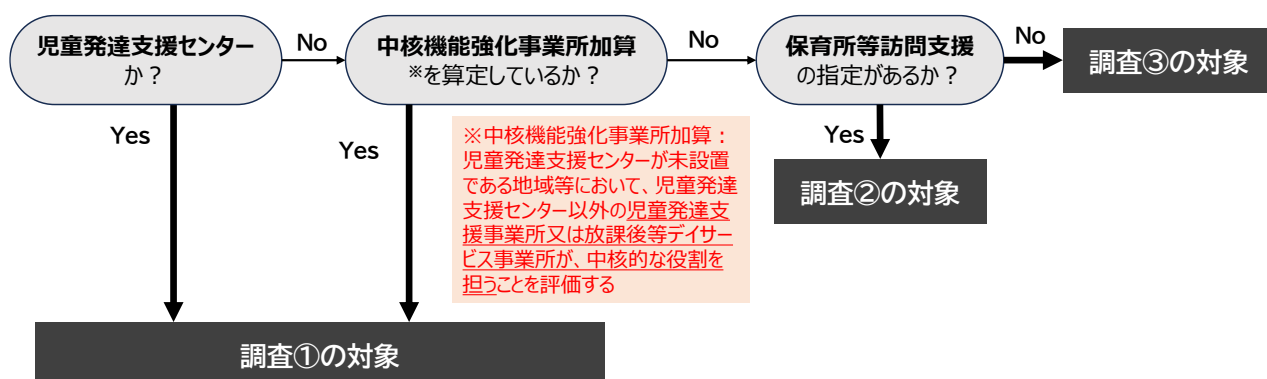 児童発達支援センター
か？
No
中核機能強化事業所加算
※を算定しているか？
No
保育所等訪問支援
の指定があるか？
No
調査③の対象
Yes
Yes
※中核機能強化事業所加算：
児童発達支援センターが未設置
である地域等において、児童発達
支援センター以外の児童発達支
援事業所又は放課後等デイサー
ビス事業所が、中核的な役割を
担うことを評価する
Yes
調査②の対象
調査①の対象